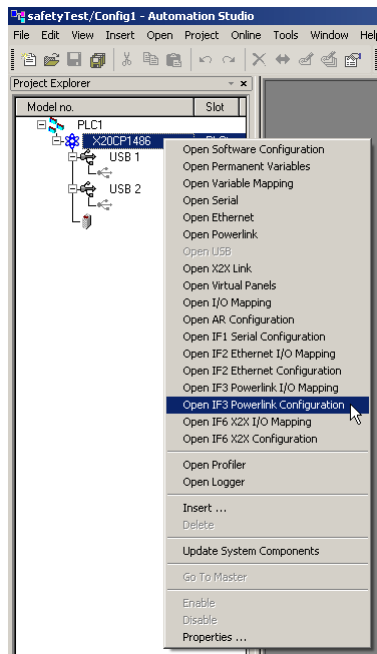 safetyTest/Config1 - Automation Studio
File Edit View Insert Open Project Online Tools Window Help
Project Explorer
Model no. Slot
PLC1
X20CP1486
USB 1
USB 2
Open Software Configuration
Open Permanent Variables
Open Variable Mapping
Open Serial
Open Ethernet
Open Powerlink
Open USB
Open X2X Link
Open Virtual Panels
Open I/O Mapping
Open AR Configuration
Open IF1 Serial Configuration
Open IF2 Ethernet I/O Mapping
Open IF2 Ethernet Configuration
Open IF3 Powerlink I/O Mapping
Open IF3 Powerlink Configuration
Open IF6 X2X I/O Mapping
Open IF6 X2X Configuration
Open Profiler
Open Logger
Insert ...
Delete
Update System Components
Go To Master
Enable
Disable
Properties ...